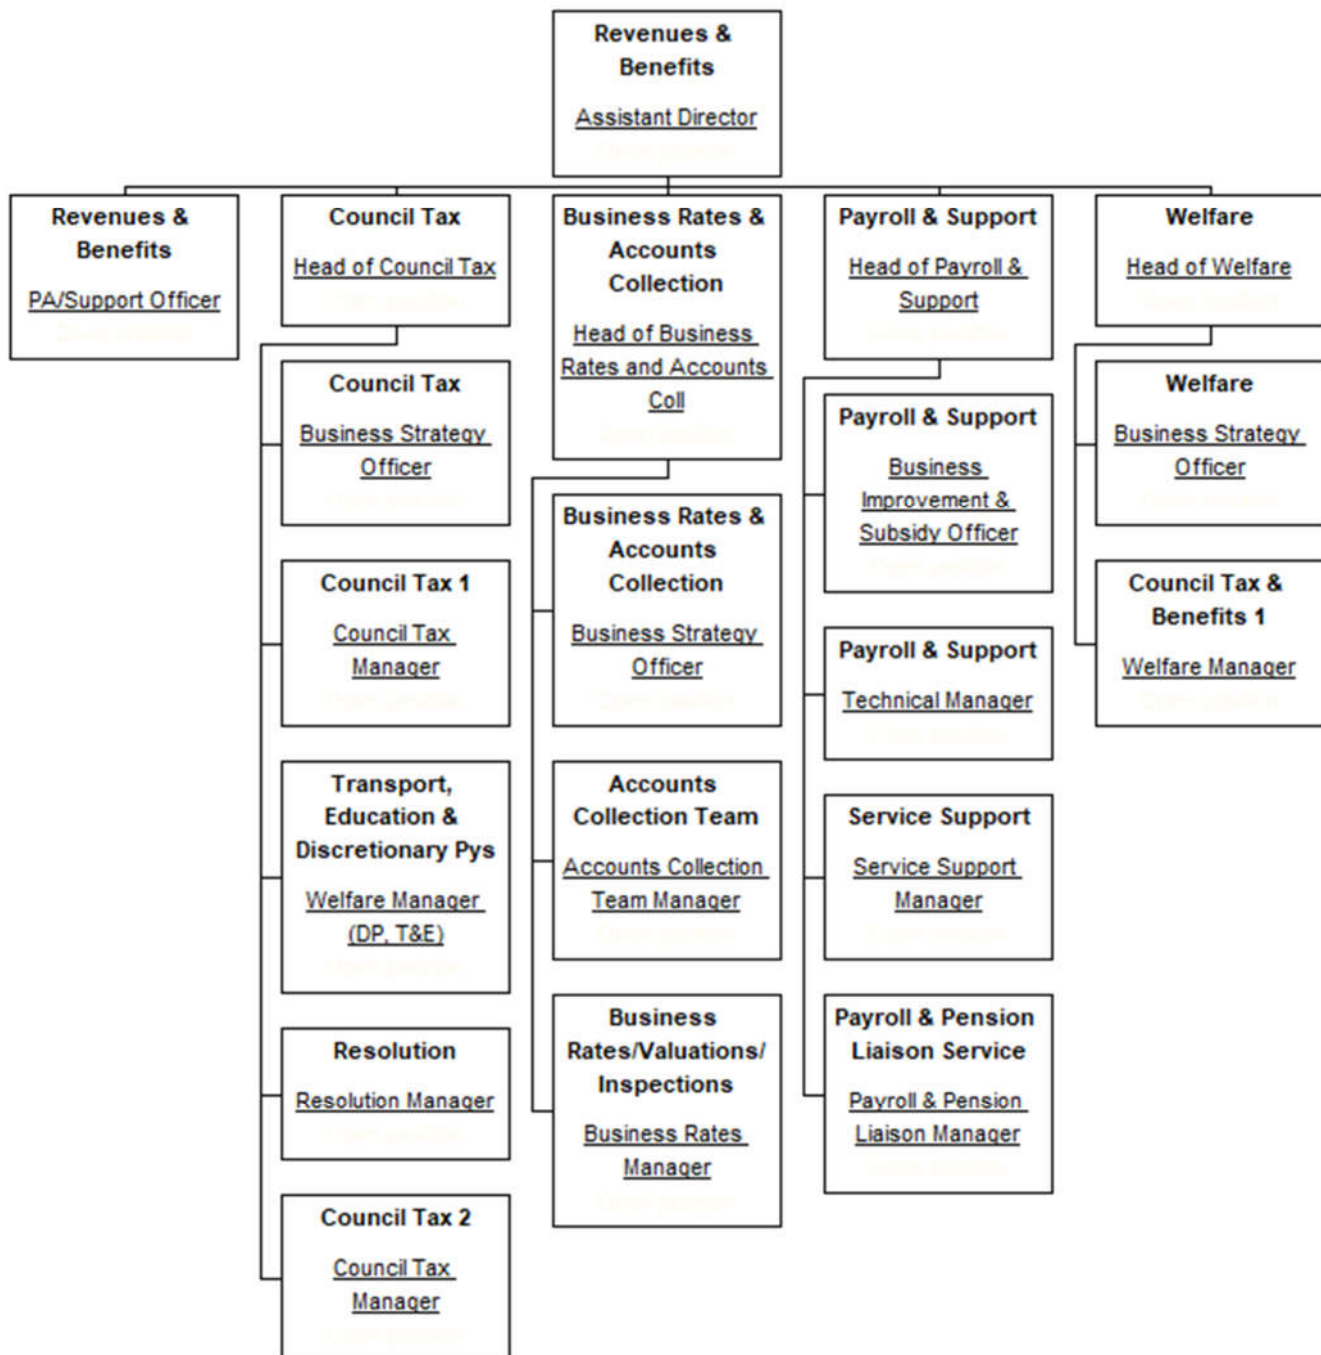 Revenues &
Benefits
Assistant Director
Revenues &
Benefits
PA/Support Officer
Council Tax
Head of Council Tax
Business Rates &
Accounts
Collection
Head of Business
Rates and Accounts
Coll
Payroll & Support
Head of Payroll &
Support
Welfare
Head of Welfare
Council Tax
Business Strategy
Officer
Council Tax 1
Council Tax
Manager
Transport,
Education &
Discretionary Pys
Welfare Manager
(DP, T&E)
Resolution
Resolution Manager
Council Tax 2
Council Tax
Manager
Business Rates &
Accounts
Collection
Business Strategy
Officer
Accounts
Collection Team
Accounts Collection
Team Manager
Business
Rates/Valuations/
Inspections
Business Rates
Manager
Payroll & Support
Business
Improvement &
Subsidy Officer
Payroll & Support
Technical Manager
Service Support
Service Support
Manager
Payroll & Pension
Liaison Service
Payroll & Pension
Liaison Manager
Welfare
Business Strategy
Officer
Council Tax &
Benefits 1
Welfare Manager